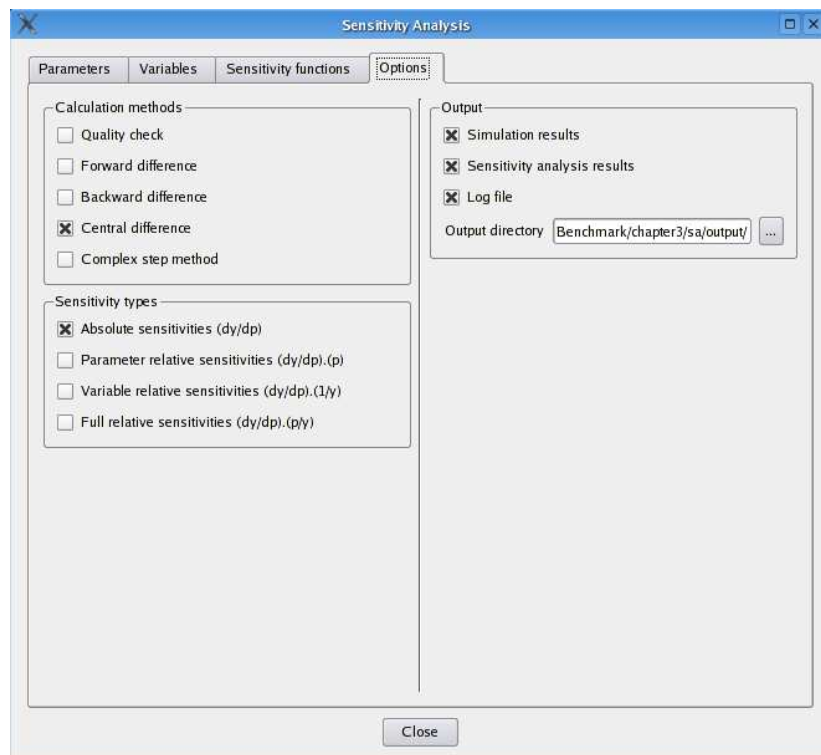 Sensitivity Analysis
Parameters
Variables
Sensitivity functions
Options
Calculation methods
Quality check
Forward difference
Backward difference
Central difference
Complex step method
Sensitivity types
Absolute sensitivities (dy/dp)
Parameter relative sensitivities (dy/dp).(p)
Variable relative sensitivities (dy/dp).(1/y)
Full relative sensitivities (dy/dp).(p/y)
Output
Simulation results
Sensitivity analysis results
Log file
Output directory Benchmark/chapter3/sa/output/ ...
Close